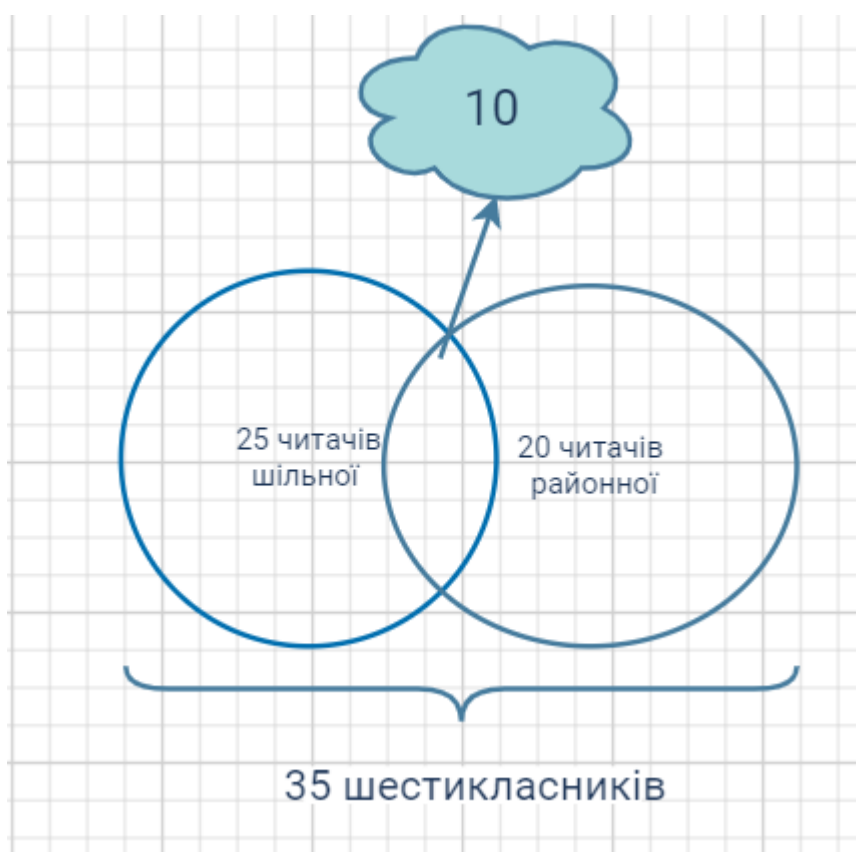 10
25 читачів
шільної
20 читачів
районної
35 шестикласників